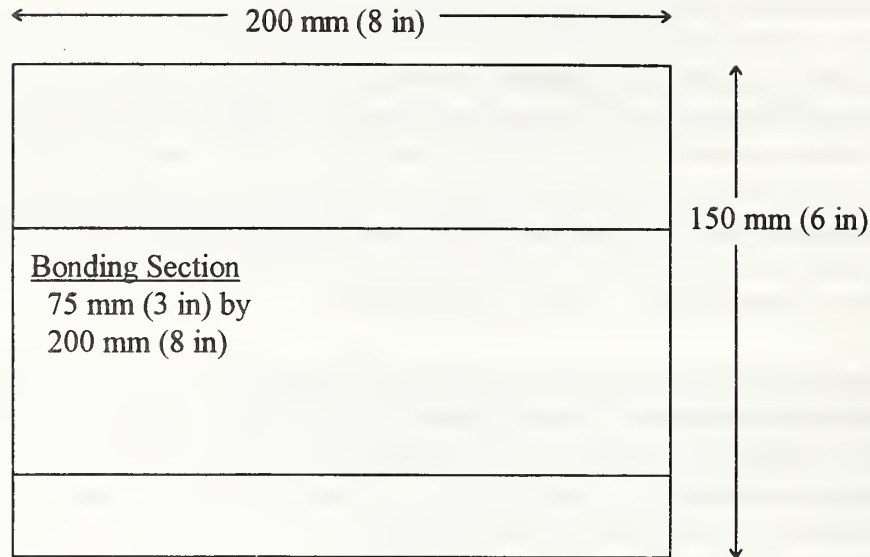 200 mm (8 in)
150 mm (6 in)
Bonding Section
75 mm (3 in) by
200 mm (8 in)